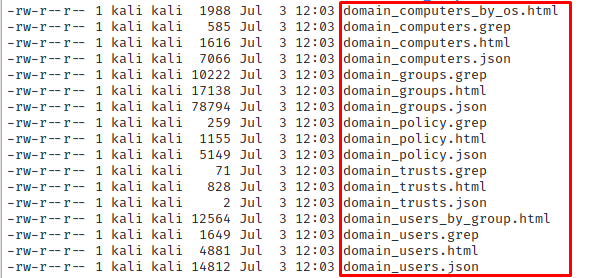 -rw-r--r-- 1 kali kali 1988 Jul 3 12:03 domain_computers_by_os.html
-rw-r--r-- 1 kali kali 585 Jul 3 12:03 domain_computers.grep
-rw-r--r-- 1 kali kali 1616 Jul 3 12:03 domain_computers.html
-rw-r--r-- 1 kali kali 7066 Jul 3 12:03 domain_computers.json
-rw-r--r-- 1 kali kali 10222 Jul 3 12:03 domain_groups.grep
-rw-r--r-- 1 kali kali 17138 Jul 3 12:03 domain_groups.html
-rw-r--r-- 1 kali kali 78794 Jul 3 12:03 domain_groups.json
-rw-r--r-- 1 kali kali 259 Jul 3 12:03 domain_policy.grep
-rw-r--r-- 1 kali kali 1155 Jul 3 12:03 domain_policy.html
-rw-r--r-- 1 kali kali 5149 Jul 3 12:03 domain_policy.json
-rw-r--r-- 1 kali kali 71 Jul 3 12:03 domain_trusts.grep
-rw-r--r-- 1 kali kali 828 Jul 3 12:03 domain_trusts.html
-rw-r--r-- 1 kali kali 2 Jul 3 12:03 domain_trusts.json
-rw-r--r-- 1 kali kali 12564 Jul 3 12:03 domain_users_by_group.html
-rw-r--r-- 1 kali kali 1649 Jul 3 12:03 domain_users.grep
-rw-r--r-- 1 kali kali 4881 Jul 3 12:03 domain_users.html
-rw-r--r-- 1 kali kali 14812 Jul 3 12:03 domain_users.json